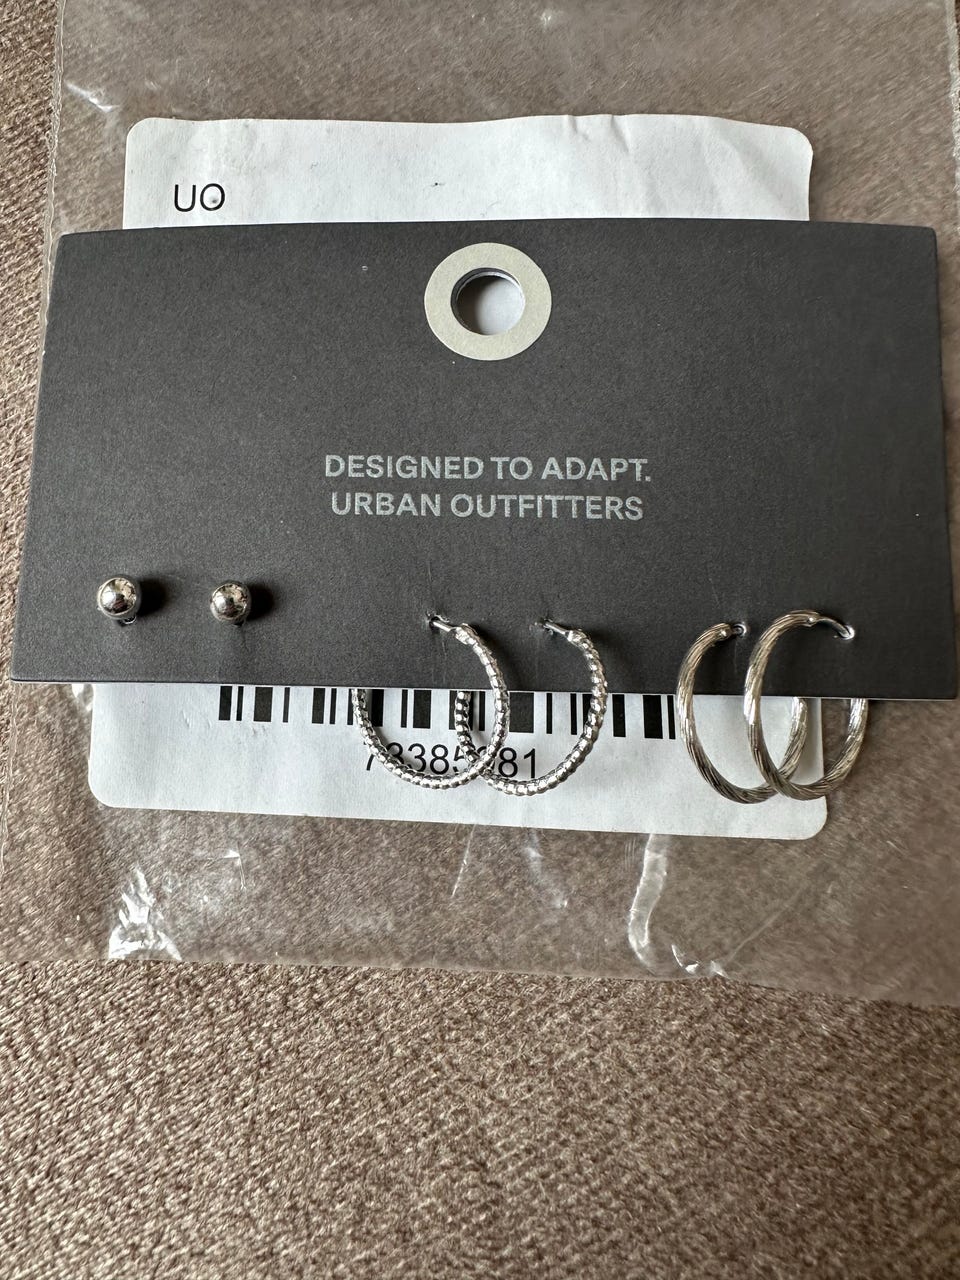 UO
DESIGNED TO ADAPT.
URBAN OUTFITTERS